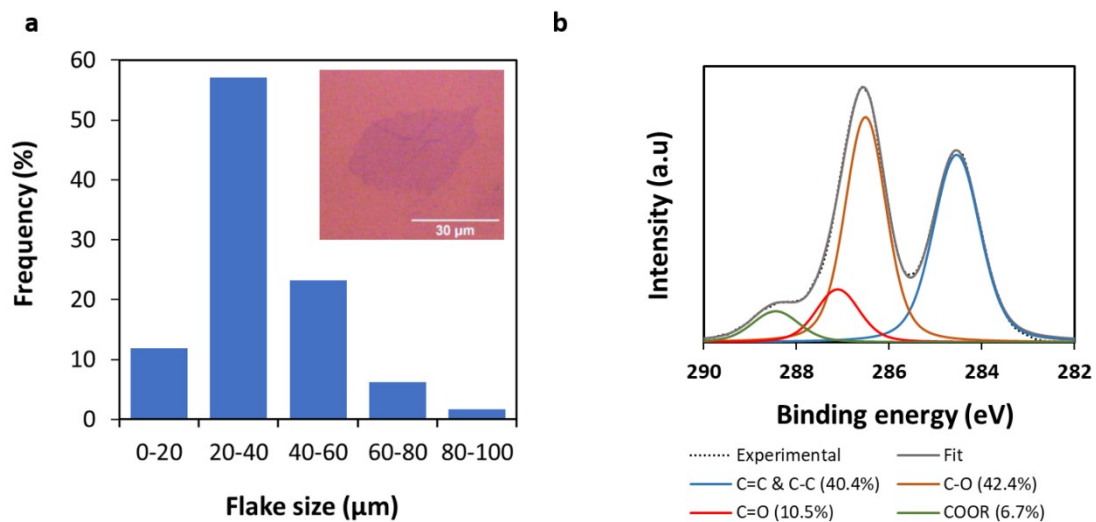 a
60
50
40
30
20
10
0
Frequency (%)
30 µm
0-20 20-40 40-60 60-80 80-100
Flake size (µm)
b
Intensity (a.u)
290 288 286 284 282
Binding energy (eV)
Experimental Fit
C=C & C-C (40.4%) C-O (42.4%)
C=O (10.5%) COOR (6.7%)